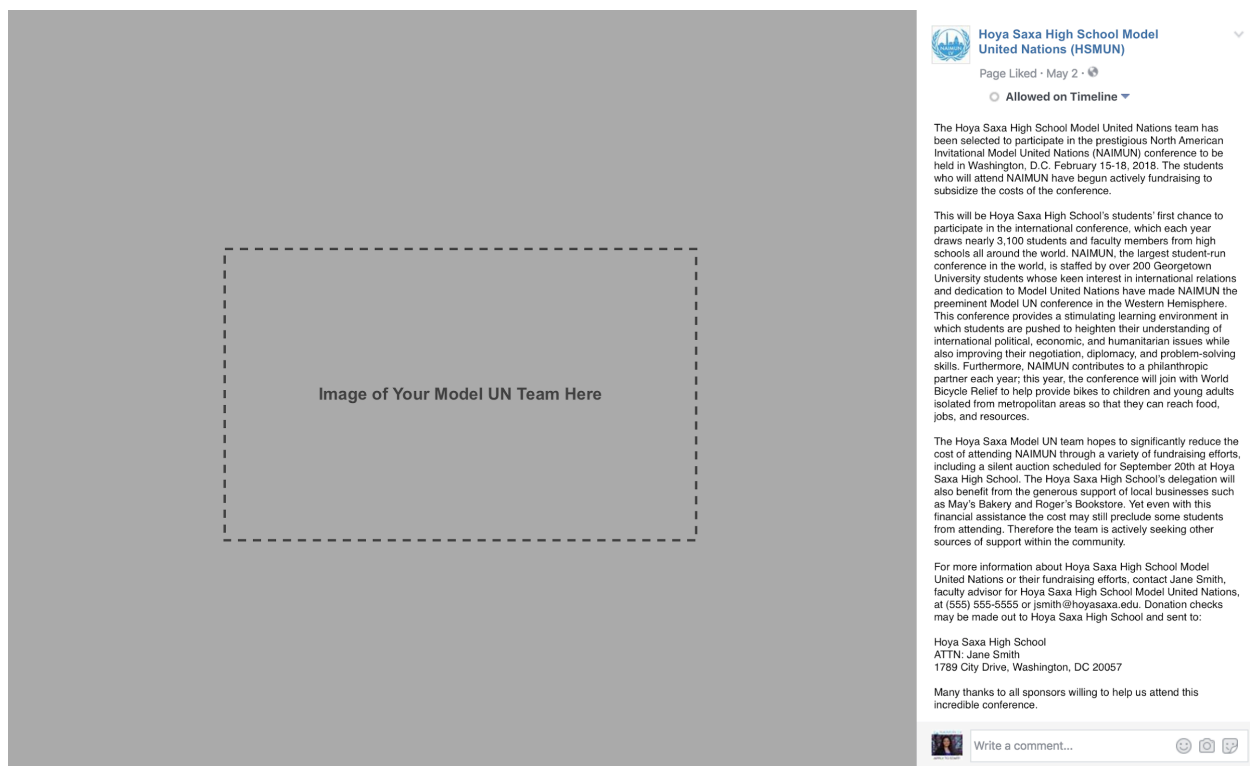 Image of Your Model UN Team Here
NAIMUN
Hoya Saxa High School Model
United Nations (HSMUN)
Page Liked · May 2 ·
Allowed on Timeline
The Hoya Saxa High School Model United Nations team has
been selected to participate in the prestigious North American
Invitational Model United Nations (NAIMUN) conference to be
held in Washington, D.C. February 15-18, 2018. The students
who will attend NAIMUN have begun actively fundraising to
subsidize the costs of the conference.
This will be Hoya Saxa High School’s students’ first chance to
participate in the international conference, which each year
draws nearly 3,100 students and faculty members from high
schools all around the world. NAIMUN, the largest student-run
conference in the world, is staffed by over 200 Georgetown
University students whose keen interest in international relations
and dedication to Model United Nations have made NAIMUN the
preeminent Model UN conference in the Western Hemisphere.
This conference provides a stimulating learning environment in
which students are pushed to heighten their understanding of
international political, economic, and humanitarian issues while
also improving their negotiation, diplomacy, and problem-solving
skills. Furthermore, NAIMUN contributes to a philanthropic
partner each year; this year, the conference will join with World
Bicycle Relief to help provide bikes to children and young adults
isolated from metropolitan areas so that they can reach food,
jobs, and resources.
The Hoya Saxa Model UN team hopes to significantly reduce the
cost of attending NAIMUN through a variety of fundraising efforts,
including a silent auction scheduled for September 20th at Hoya
Saxa High School. The Hoya Saxa High School’s delegation will
also benefit from the generous support of local businesses such
as May’s Bakery and Roger’s Bookstore. Yet even with this
financial assistance the cost may still preclude some students
from attending. Therefore the team is actively seeking other
sources of support within the community.
For more information about Hoya Saxa High School Model
United Nations or their fundraising efforts, contact Jane Smith,
faculty advisor for Hoya Saxa High School Model United Nations,
at (555) 555-5555 or jsmith@hoyasaxa.edu. Donation checks
may be made out to Hoya Saxa High School and sent to:
Hoya Saxa High School
ATTN: Jane Smith
1789 City Drive, Washington, DC 20057
Many thanks to all sponsors willing to help us attend this
incredible conference.
Write a comment...